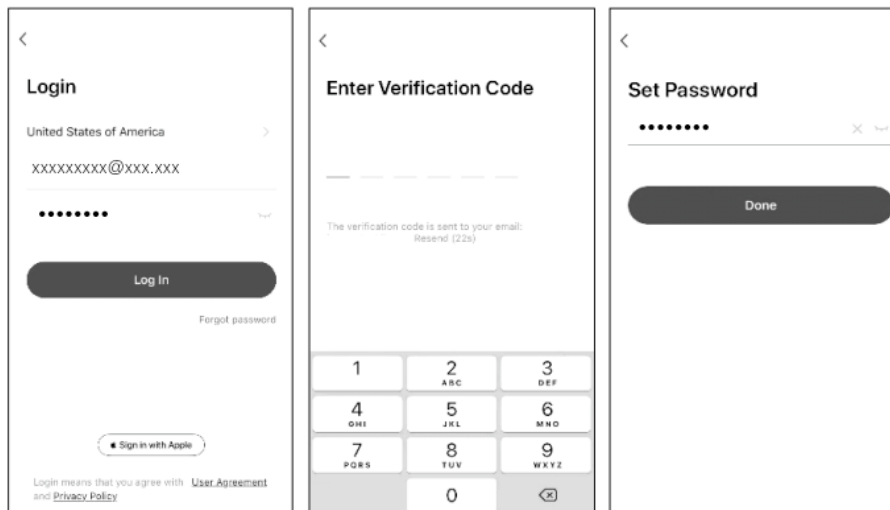 Login
United States of America
xxxxxxxxx@xxx.xxx
••••••••
Log In
Forgot password
Sign in with Apple
Login means that you agree with User Agreement
and Privacy Policy
Enter Verification Code
The verification code is sent to your email:
Resend (22s)
1
2
ABC
3
DEF
4
GHI
5
JKL
6
MNO
7
PQRS
8
TUV
9
WXYZ
0
Set Password
••••••••
Done